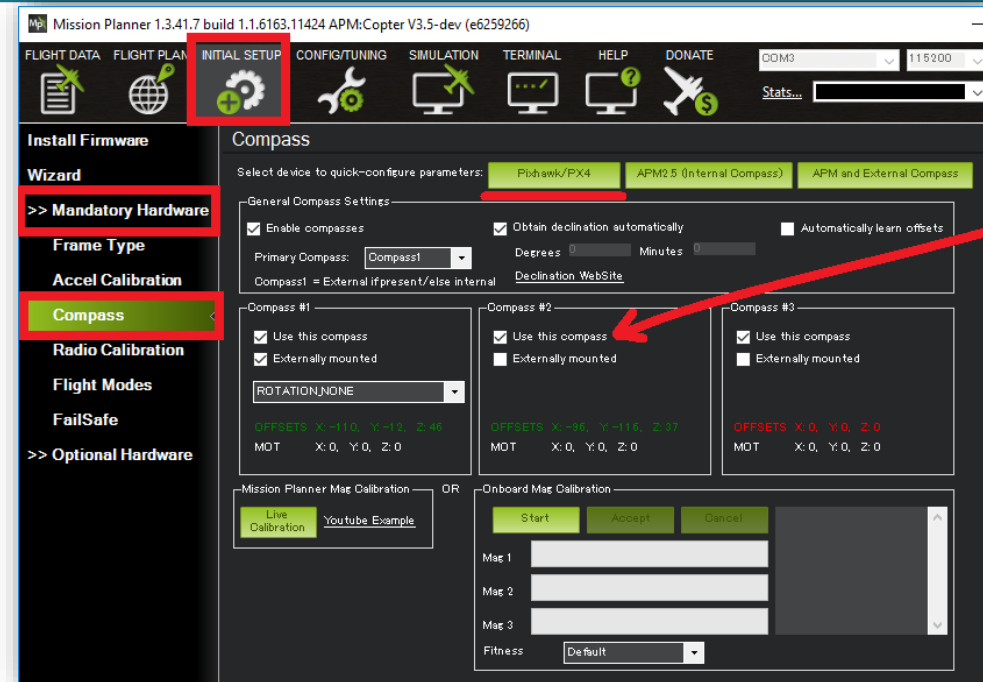 Mission Planner 1.3.41.7 build 1.1.6163.11424 APM:Copter V3.5-dev (e6259266)
FLIGHT DATA FLIGHT PLAN INITIAL SETUP CONFIG/TUNING SIMULATION TERMINAL HELP DONATE COM3 115200
Stats...
Install Firmware
Wizard
>> Mandatory Hardware
Frame Type
Accel Calibration
Compass
Radio Calibration
Flight Modes
FailSafe
>> Optional Hardware
Compass
Select device to quick-configure parameters: Pixhawk/PX4 APM2.5 (Internal Compass) APM and External Compass
General Compass Settings
Enable compasses Obtain declination automatically Automatically learn offsets
Primary Compass: Compass1 Degrees 0 Minutes 0
Compass1 = External if present/else internal Declination WebSite
Compass #1
Use this compass
Externally mounted
ROTATION_NONE
OFFSETS X: -110, Y: -12, Z: 46
MOT X: 0, Y: 0, Z: 0
Compass #2
Use this compass
Externally mounted
OFFSETS X: -96, Y: -116, Z: 37
MOT X: 0, Y: 0, Z: 0
Compass #3
Use this compass
Externally mounted
OFFSETS X: 0, Y: 0, Z: 0
MOT X: 0, Y: 0, Z: 0
Mission Planner Mag Calibration
Live
Calibration
Youtube Example
OR
Onboard Mag Calibration
Start Accept Cancel
Mag 1
Mag 2
Mag 3
Fitness Default